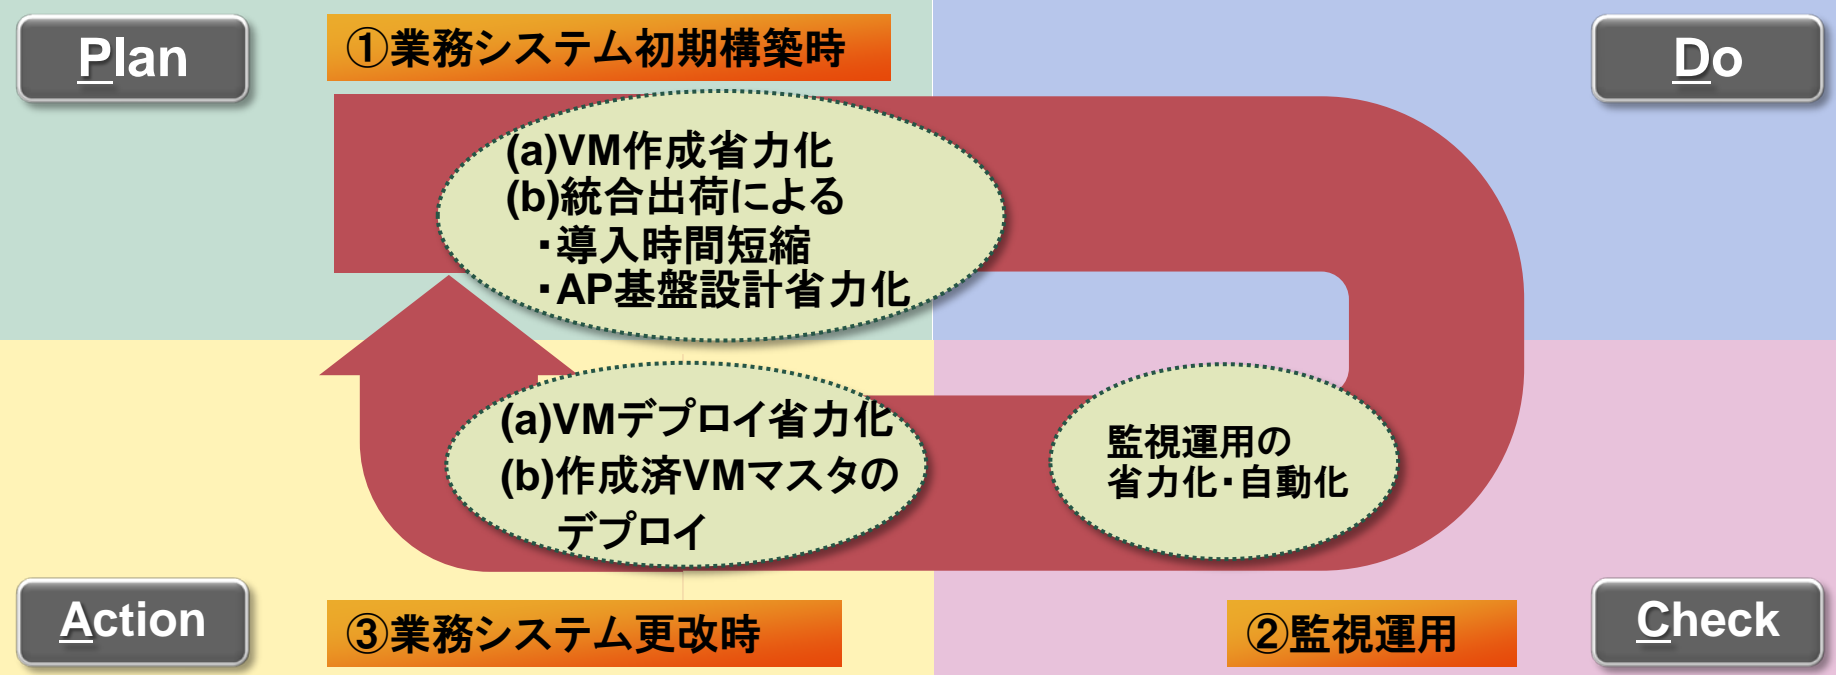 Plan
①業務システム初期構築時
Do
(a)VM作成省力化
(b)統合出荷による
・導入時間短縮
・AP基盤設計省力化
(a)VMデプロイ省力化
(b)作成済VMマスタの
デプロイ
監視運用の
省力化・自動化
Action
③業務システム更改時
②監視運用
Check